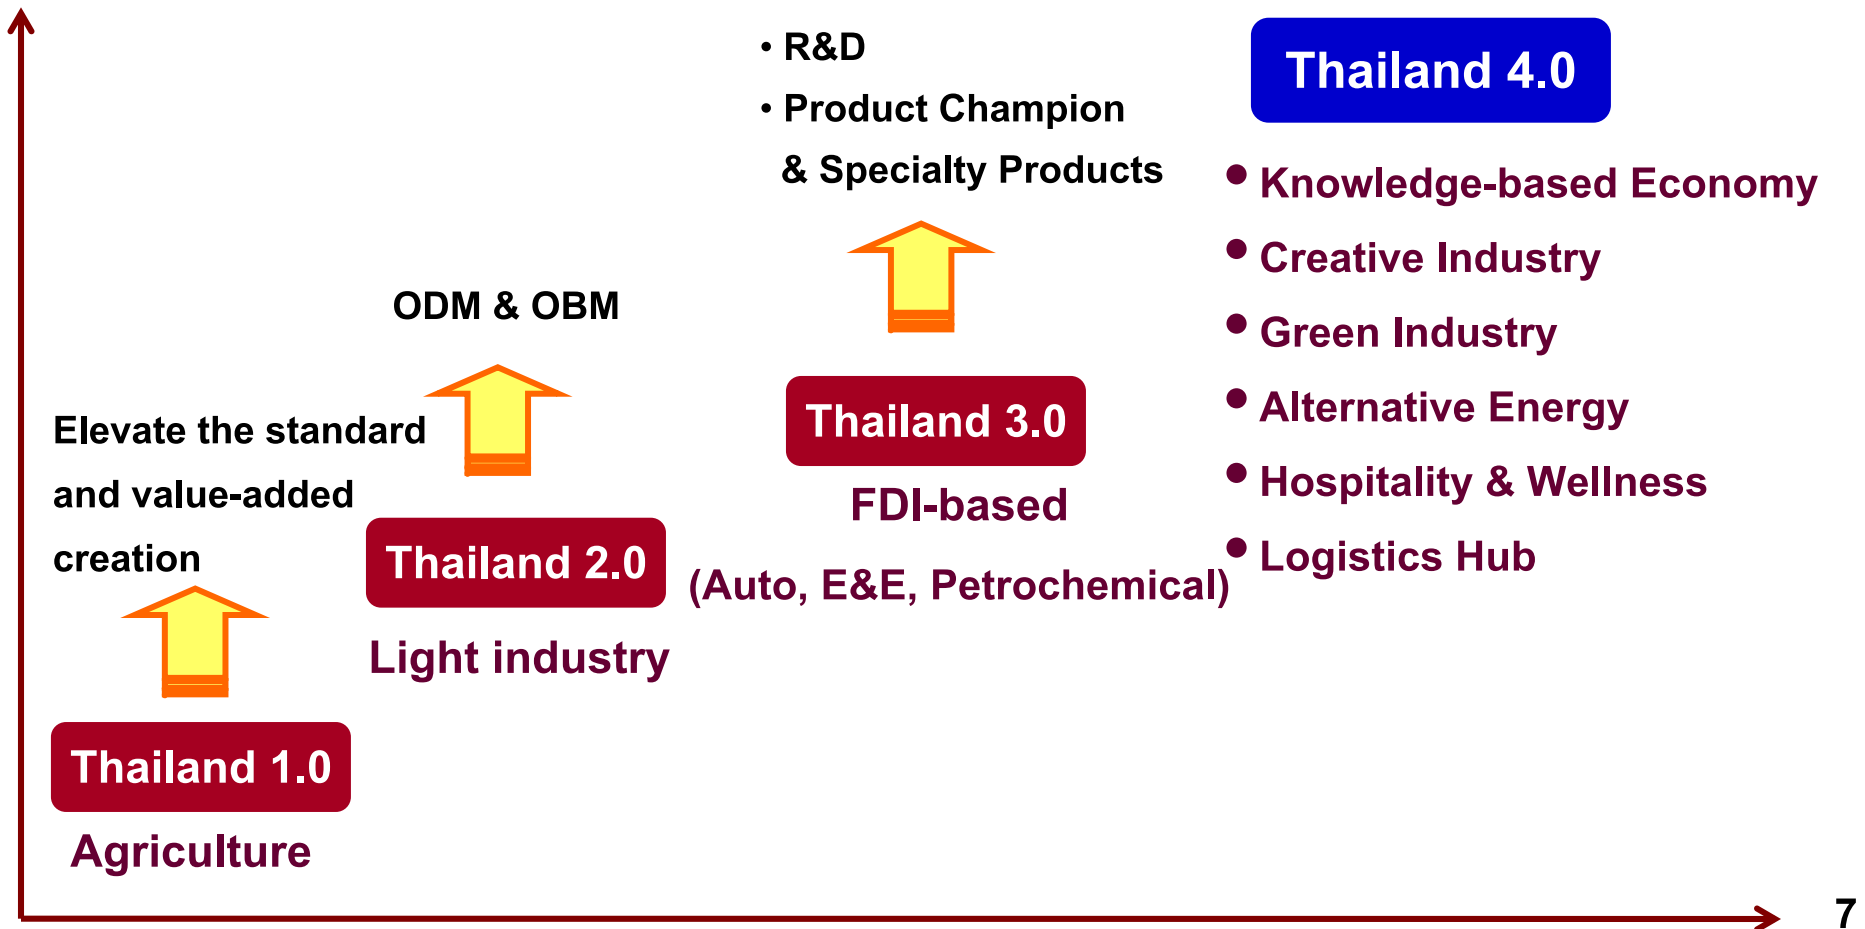 • R&D
• Product Champion
& Specialty Products
Thailand 4.0
• Knowledge-based Economy
• Creative Industry
• Green Industry
• Alternative Energy
• Hospitality & Wellness
• Logistics Hub
ODM & OBM
Elevate the standard
and value-added
creation
Thailand 3.0
FDI-based
(Auto, E&E, Petrochemical)
Thailand 2.0
Light industry
Thailand 1.0
Agriculture
7